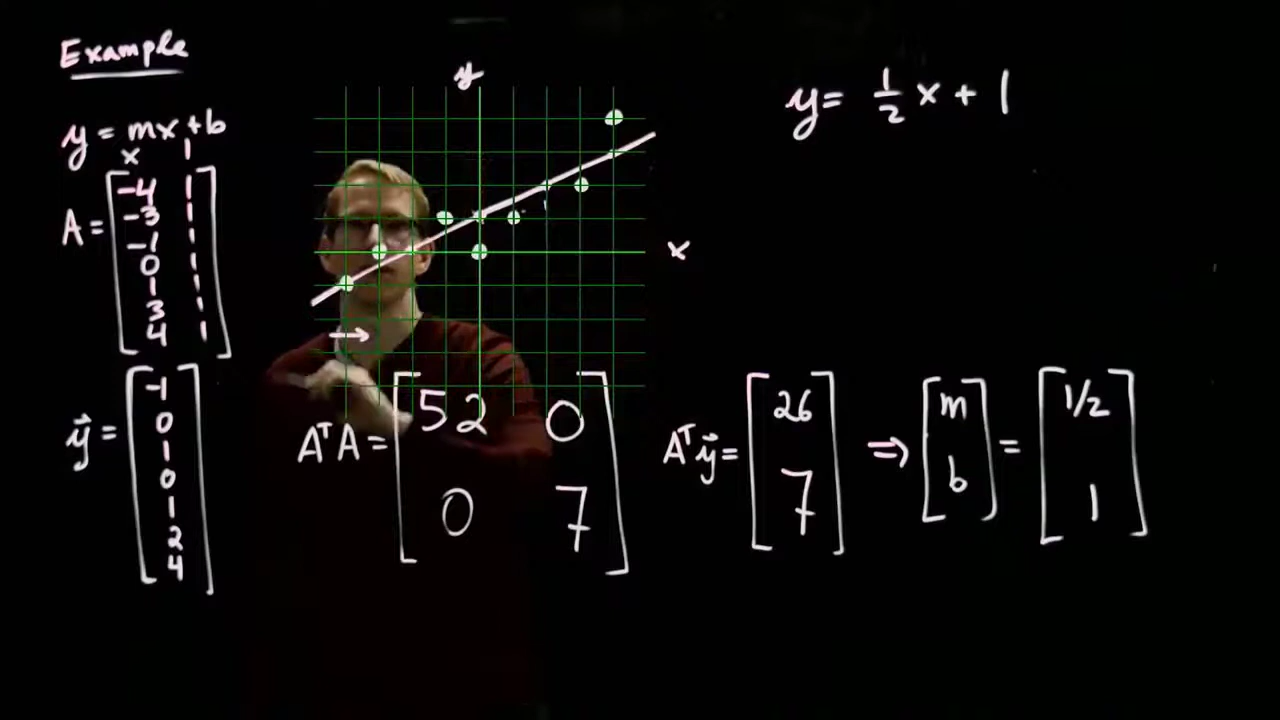 Example
y = mx + b
x 1
A = [ -4 1
-3 1
-1 1
0 1
1 1
3 1
4 1 ]
y⃗ = [ -1
0
1
0
1
2
4 ]
y
x
→
y = 1/2 x + 1
AᵀA = [ 52 0
0 7 ]
Aᵀy⃗ = [ 26
7 ]
⇒ [ m
b ] = [ 1/2
1 ]